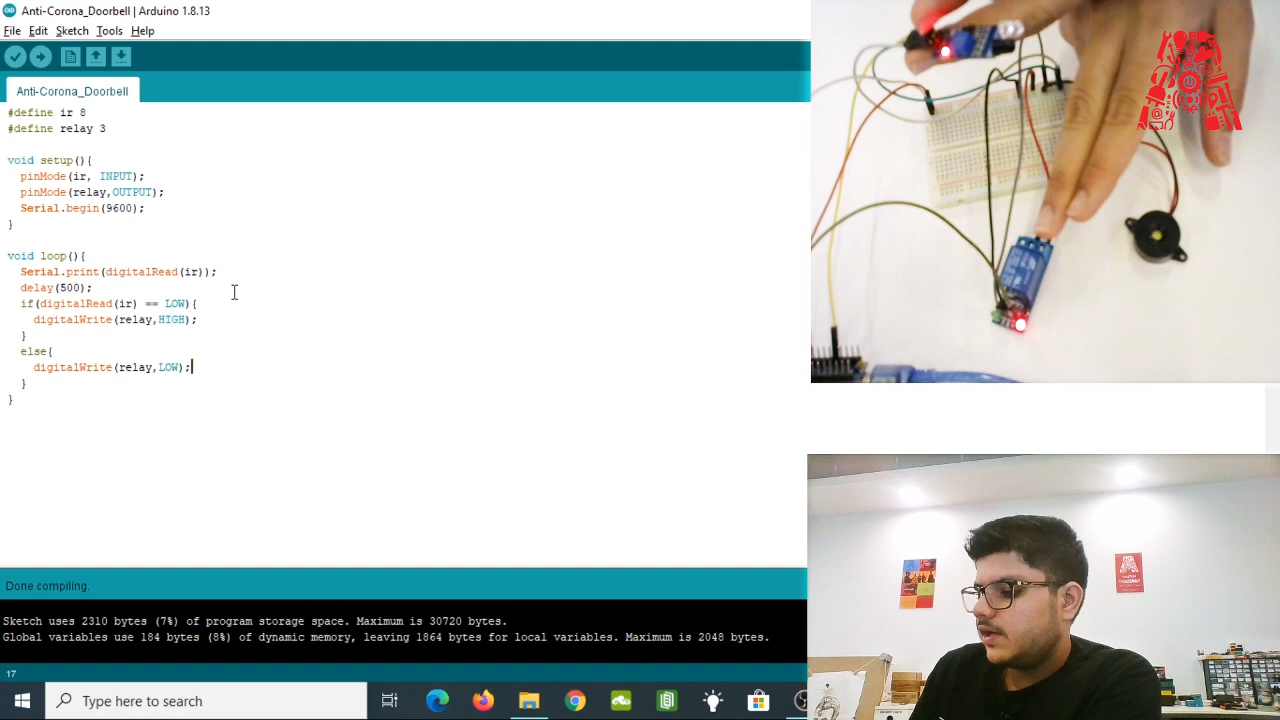 Anti-Corona_Doorbell | Arduino 1.8.13
File Edit Sketch Tools Help
Anti-Corona_Doorbell
#define ir 8
#define relay 3
void setup(){
pinMode(ir, INPUT);
pinMode(relay,OUTPUT);
Serial.begin(9600);
}
void loop(){
Serial.print(digitalRead(ir));
delay(500);
if(digitalRead(ir) == LOW){
digitalWrite(relay,HIGH);
}
else{
digitalWrite(relay,LOW);
}
}
Done compiling.
Sketch uses 2310 bytes (7%) of program storage space. Maximum is 30720 bytes.
Global variables use 184 bytes (8%) of dynamic memory, leaving 1864 bytes for local variables. Maximum is 2048 bytes.
17
Type here to search